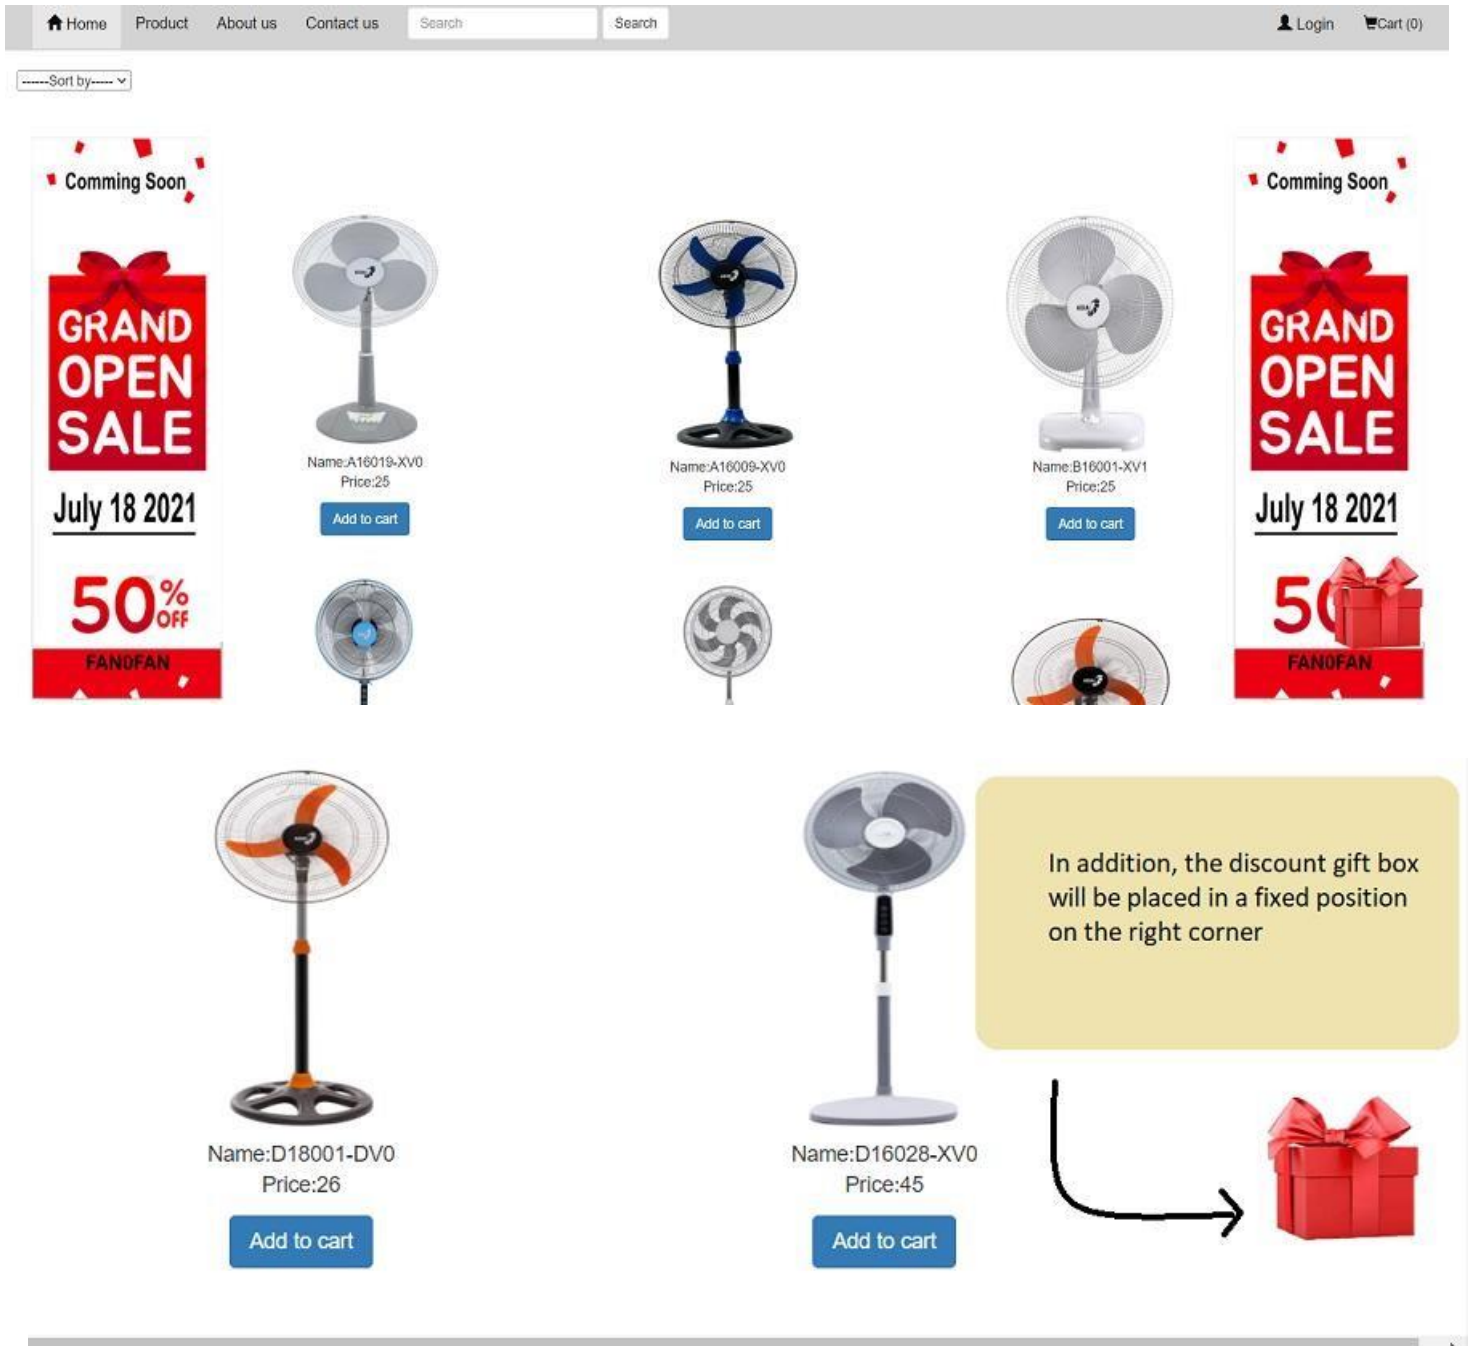 Home Product About us Contact us Search Search Login Cart (0)
------Sort by-----
Comming Soon
GRAND
OPEN
SALE
July 18 2021
50%
OFF
FANOFAN
Name:A16019-XV0
Price:25
Add to cart
Name:A16009-XV0
Price:25
Add to cart
Name:B16001-XV1
Price:25
Add to cart
Comming Soon
GRAND
OPEN
SALE
July 18 2021
50
FANOFAN
Name:D18001-DV0
Price:26
Add to cart
Name:D16028-XV0
Price:45
Add to cart
In addition, the discount gift box
will be placed in a fixed position
on the right corner